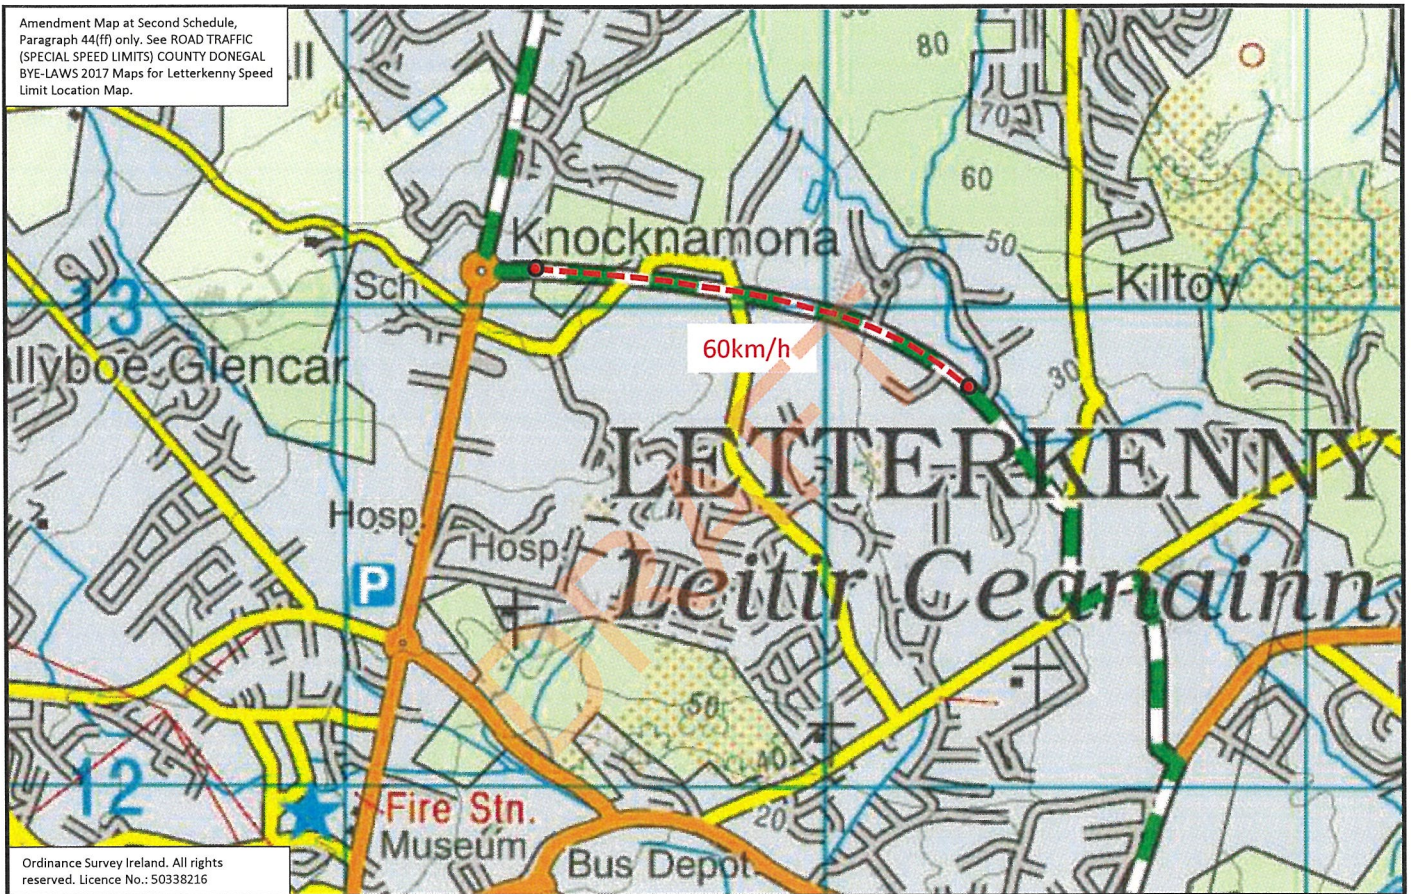 Amendment Map at Second Schedule,
Paragraph 44(ff) only. See ROAD TRAFFIC
(SPECIAL SPEED LIMITS) COUNTY DONEGAL
BYE-LAWS 2017 Maps for Letterkenny Speed
Limit Location Map.
ll
80
70
60
50
Knocknamona
Sch
Kiltoy
13
60km/h
allyboe Glencar
30
LETTERKENNY
Hosp.
Hosp.
P
Leitir Ceanainn
DRAFT
50
40
12
20
Fire Stn.
Museum
Bus Depot.
Ordinance Survey Ireland. All rights
reserved. Licence No.: 50338216